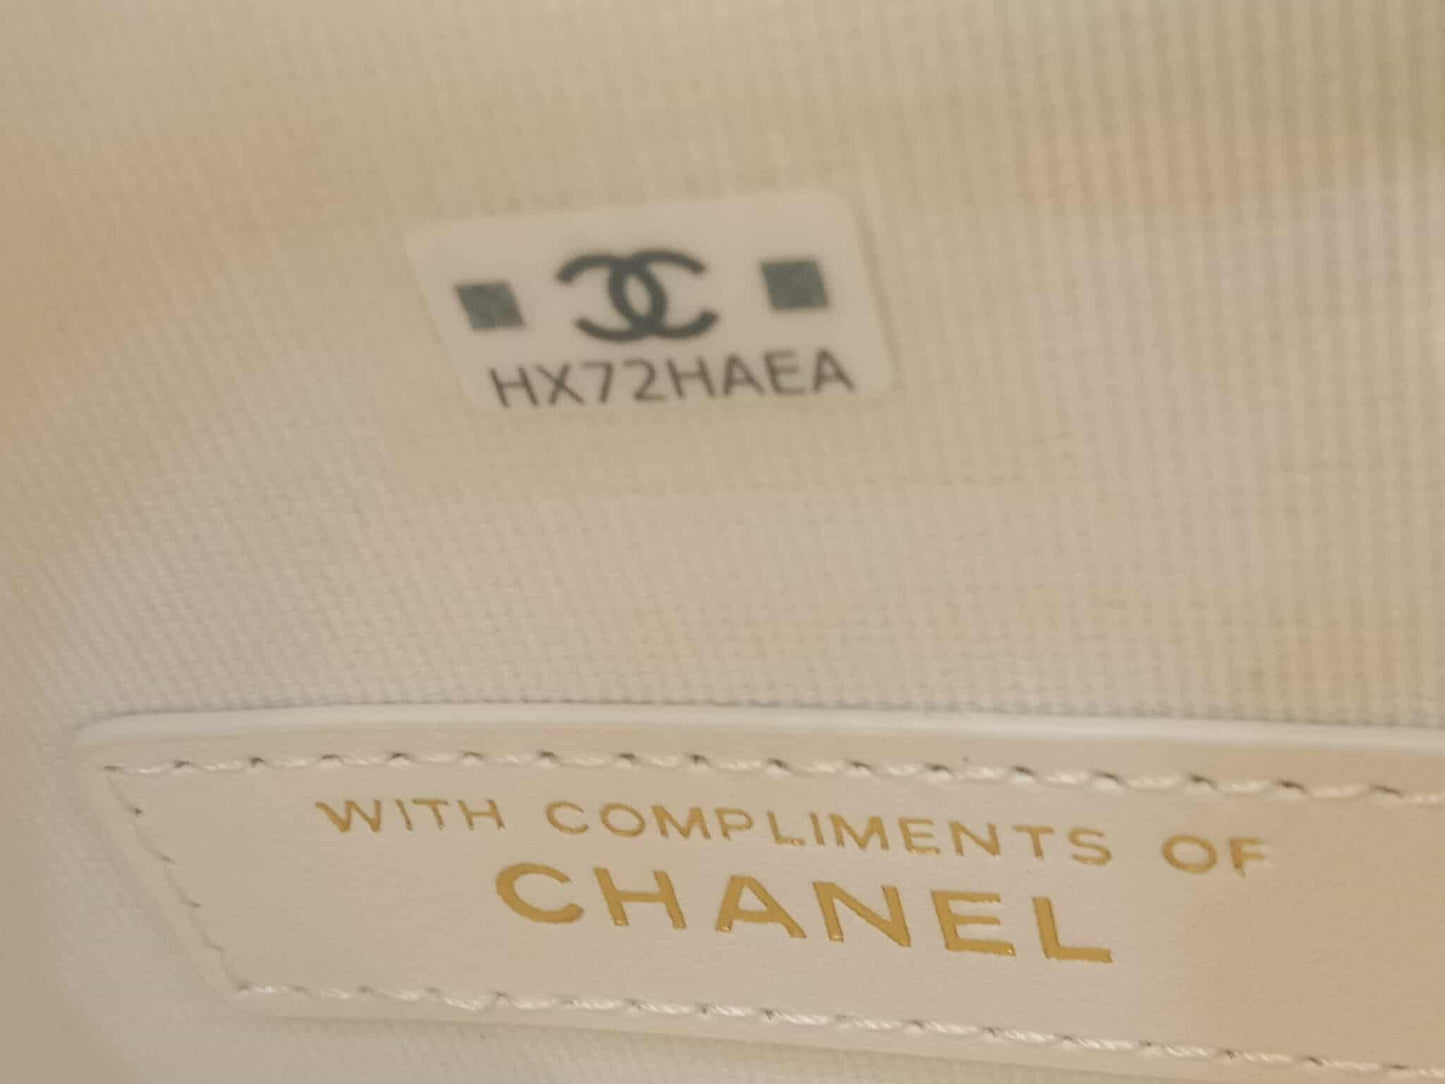 HX72HAEA
WITH COMPLIMENTS OF
CHANEL